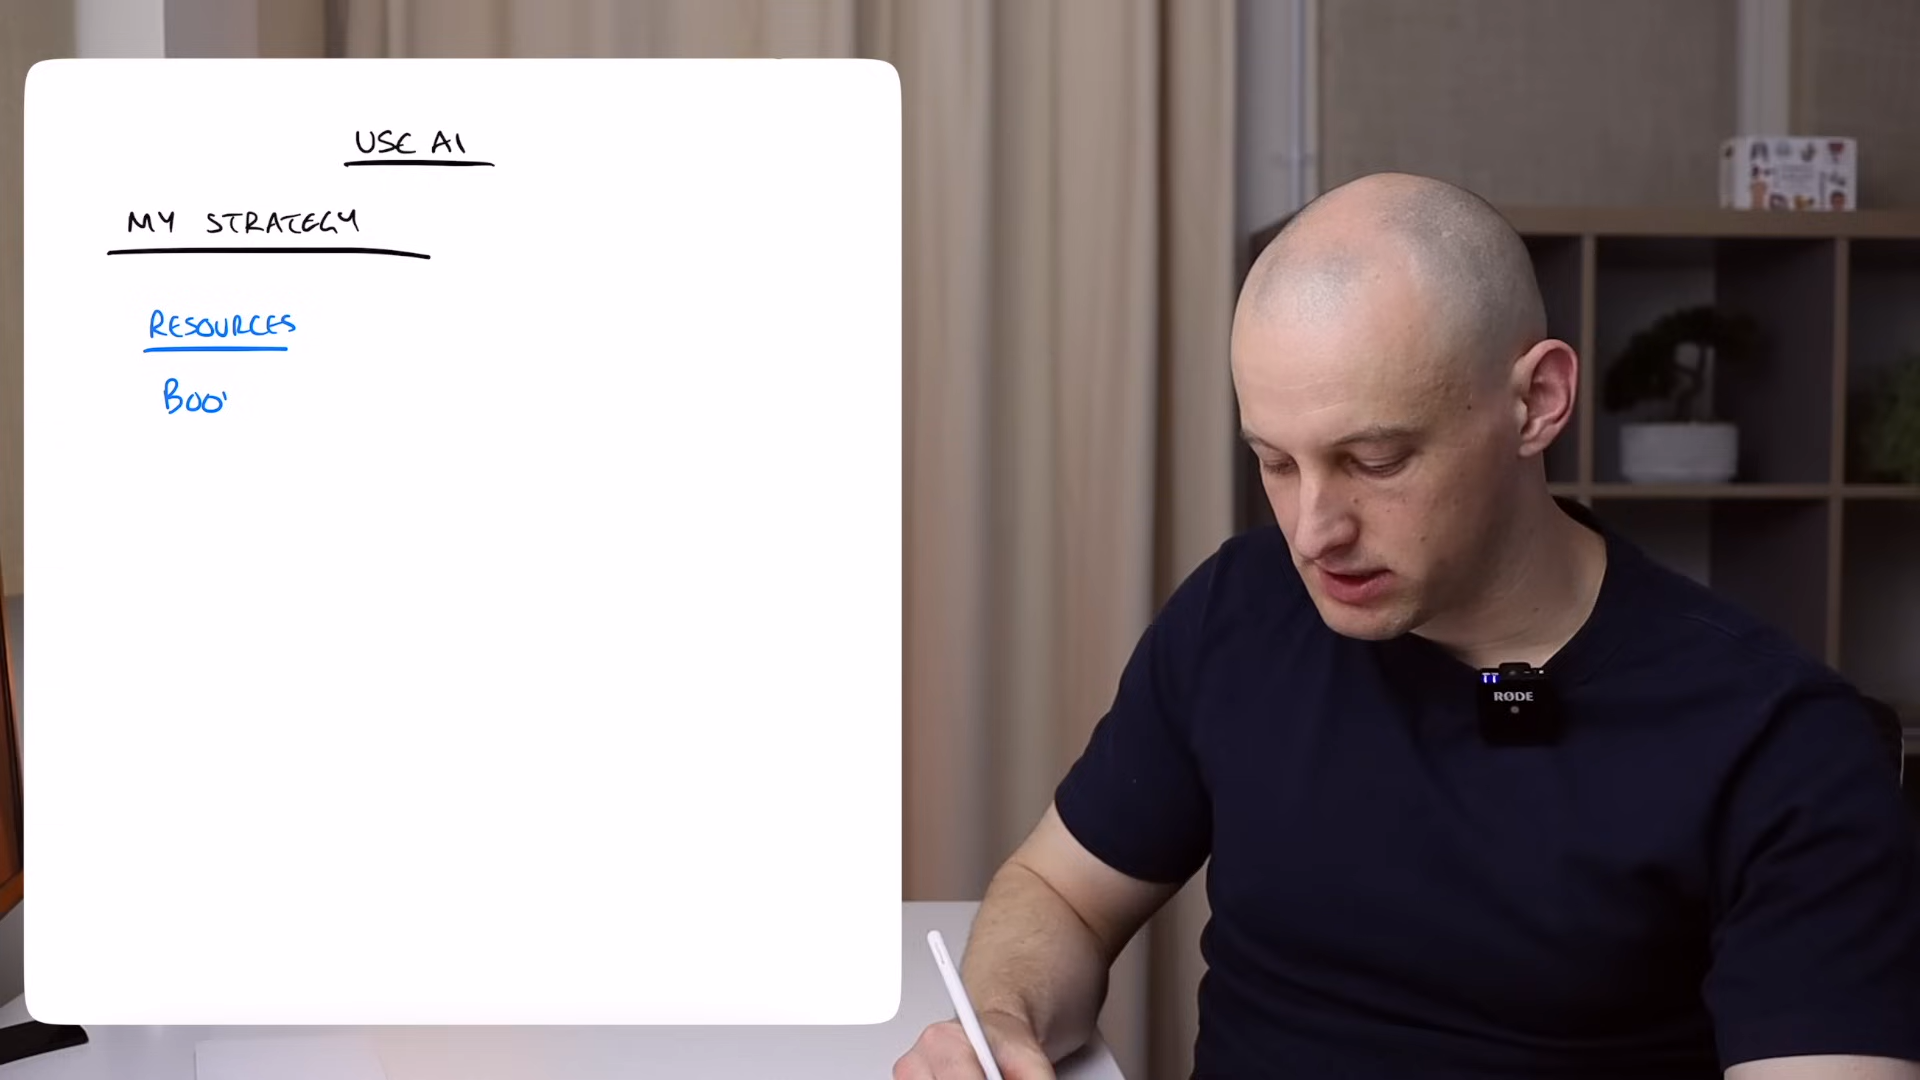 USE AI
MY STRATEGY
RESOURCES
Boo
RØDE